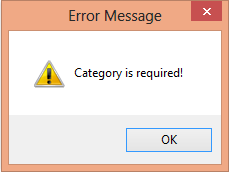 Error Message
Category is required!
OK